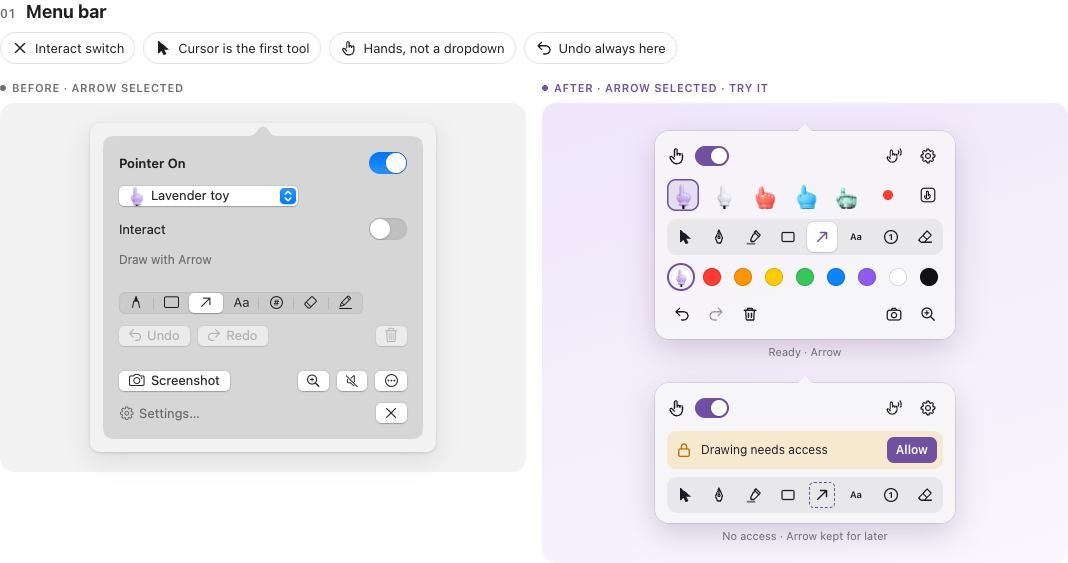 01 Menu bar
Interact switch
Cursor is the first tool
Hands, not a dropdown
Undo always here
BEFORE · ARROW SELECTED
Pointer On
Lavender toy
Interact
Draw with Arrow
Aa
#
Undo
Redo
Screenshot
Settings...
AFTER · ARROW SELECTED · TRY IT
Aa
1
Ready · Arrow
Drawing needs access
Allow
Aa
1
No access · Arrow kept for later